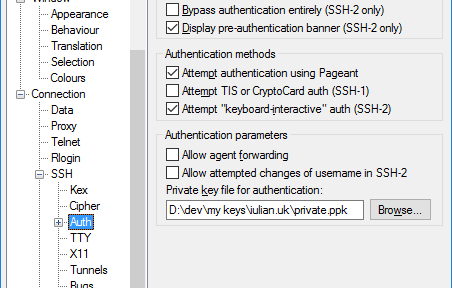 Window
Appearance
Behaviour
Translation
Selection
Colours
Connection
Data
Proxy
Telnet
Rlogin
SSH
Kex
Cipher
Auth
TTY
X11
Tunnels
Bugs
Bypass authentication entirely (SSH-2 only)
Display pre-authentication banner (SSH-2 only)
Authentication methods
Attempt authentication using Pageant
Attempt TIS or CryptoCard auth (SSH-1)
Attempt "keyboard-interactive" auth (SSH-2)
Authentication parameters
Allow agent forwarding
Allow attempted changes of username in SSH-2
Private key file for authentication:
D:\dev\my keys\iulian.uk\private.ppk
Browse...